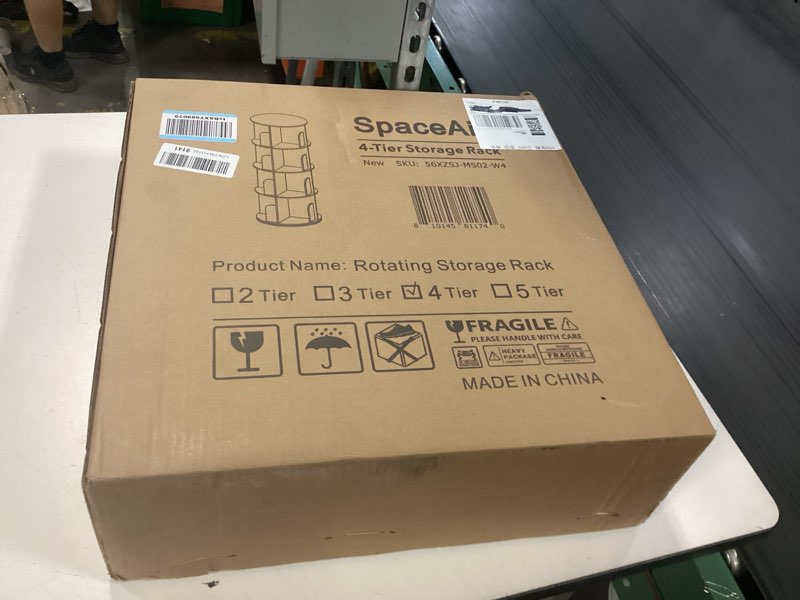 SpaceAi
4-Tier Storage Rack
New SKU: 56XZSJ-MS02-W4
8 10145 81174 0
9141
Product Name: Rotating Storage Rack
2 Tier 3 Tier 4 Tier 5 Tier
FRAGILE
PLEASE HANDLE WITH CARE
HEAVY
PACKAGE
FRAGILE
MADE IN CHINA